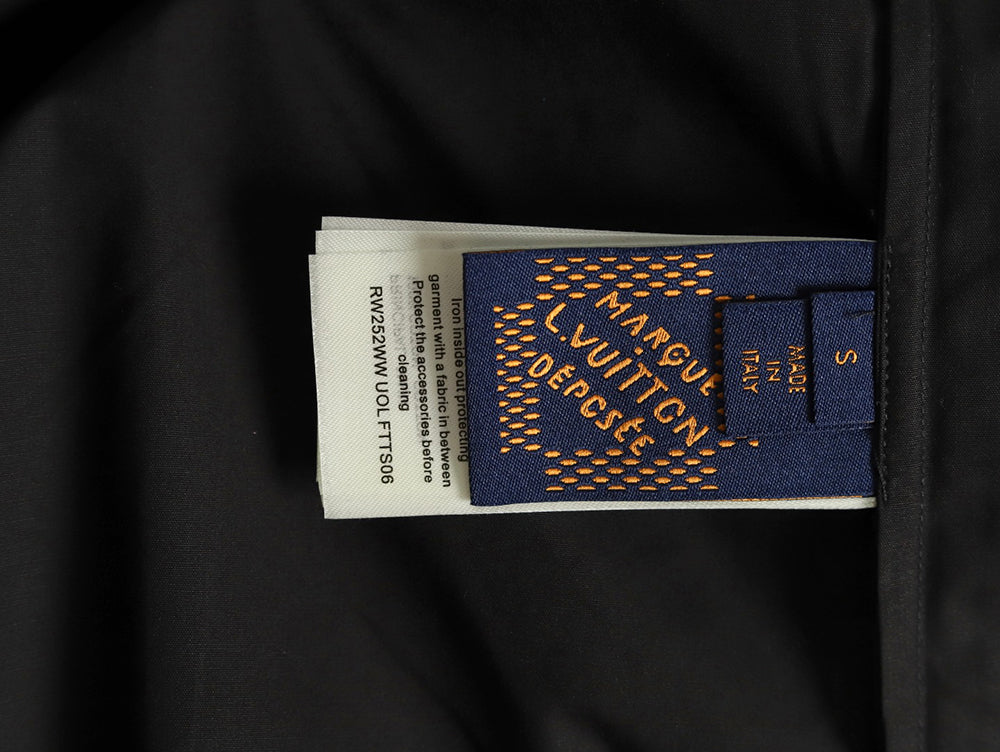 MARQUE
L.VUITTON
DÉPOSÉE
S
MADE
IN
ITALY
Iron inside out protecting
garment with a fabric in between
Protect the accessories before
cleaning
RW252WW UOL FTTS06